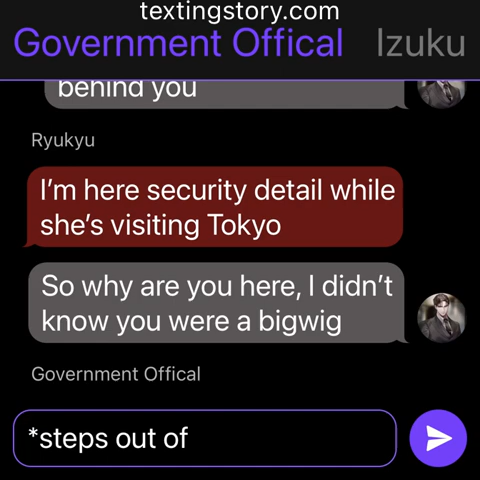 textingstory.com
Government Offical Izuku
behind you
Ryukyu
I'm here security detail while
she's visiting Tokyo
So why are you here, I didn't
know you were a bigwig
Government Offical
*steps out of